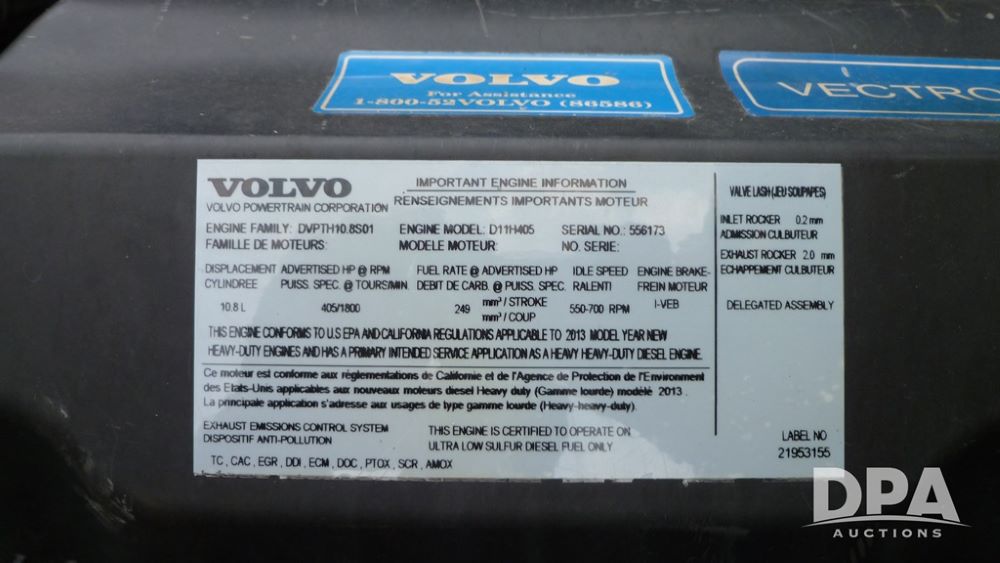 VOLVO
For Assistance
1-800-52VOLVO (86586)
VECTRO
VOLVO
VOLVO POWERTRAIN CORPORATION
IMPORTANT ENGINE INFORMATION
RENSEIGNEMENTS IMPORTANTS MOTEUR
ENGINE FAMILY: DVPTH10.8S01 ENGINE MODEL: D11H405 SERIAL NO.: 556173
FAMILLE DE MOTEURS: MODELE MOTEUR: NO. SERIE:
DISPLACEMENT ADVERTISED HP @ RPM FUEL RATE @ ADVERTISED HP IDLE SPEED ENGINE BRAKE-
CYLINDREE PUISS. SPEC. @ TOURS/MIN. DEBIT DE CARB. @ PUISS. SPEC. RALENTI FREIN MOTEUR
10.8 L 405/1800 249 mm³ / STROKE 550-700 RPM I-VEB
mm³ / COUP
THIS ENGINE CONFORMS TO U.S EPA AND CALIFORNIA REGULATIONS APPLICABLE TO 2013 MODEL YEAR NEW
HEAVY-DUTY ENGINES AND HAS A PRIMARY INTENDED SERVICE APPLICATION AS A HEAVY HEAVY-DUTY DIESEL ENGINE.
Ce moteur est conforme aux réglementations de Californie et de l'Agence de Protection de l'Environment
des Etats-Unis applicables aux nouveaux moteurs diesel Heavy duty (Gamme lourde) modèle 2013 .
La principale application s'adresse aux usages de type gamme lourde (Heavy-heavy-duty).
EXHAUST EMISSIONS CONTROL SYSTEM
DISPOSITIF ANTI-POLLUTION
THIS ENGINE IS CERTIFIED TO OPERATE ON
ULTRA LOW SULFUR DIESEL FUEL ONLY
TC , CAC , EGR , DDI , ECM , DOC , PTOX , SCR , AMOX
VALVE LASH (JEU SOUPAPES)
INLET ROCKER 0.2 mm
ADMISSION CULBUTEUR
EXHAUST ROCKER 2.0 mm
ECHAPPEMENT CULBUTEUR
DELEGATED ASSEMBLY
LABEL NO
21953155
DPA
AUCTIONS